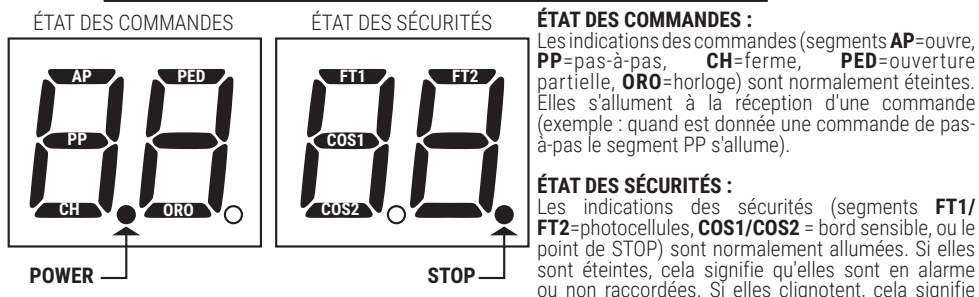 ÉTAT DES COMMANDES
AP
PED
PP
CH
ORO
POWER
ÉTAT DES SÉCURITÉS
FT1
FT2
COS1
COS2
STOP
ÉTAT DES COMMANDES :
Les indications des commandes (segments AP=ouvre,
PP=pas-à-pas, CH=ferme, PED=ouverture
partielle, ORO=horloge) sont normalement éteintes.
Elles s'allument à la réception d'une commande
(exemple : quand est donnée une commande de pas-
à-pas le segment PP s'allume).
ÉTAT DES SÉCURITÉS :
Les indications des sécurités (segments FT1/
FT2=photocellules, COS1/COS2 = bord sensible, ou le
point de STOP) sont normalement allumées. Si elles
sont éteintes, cela signifie qu'elles sont en alarme
ou non raccordées. Si elles clignotent, cela signifie